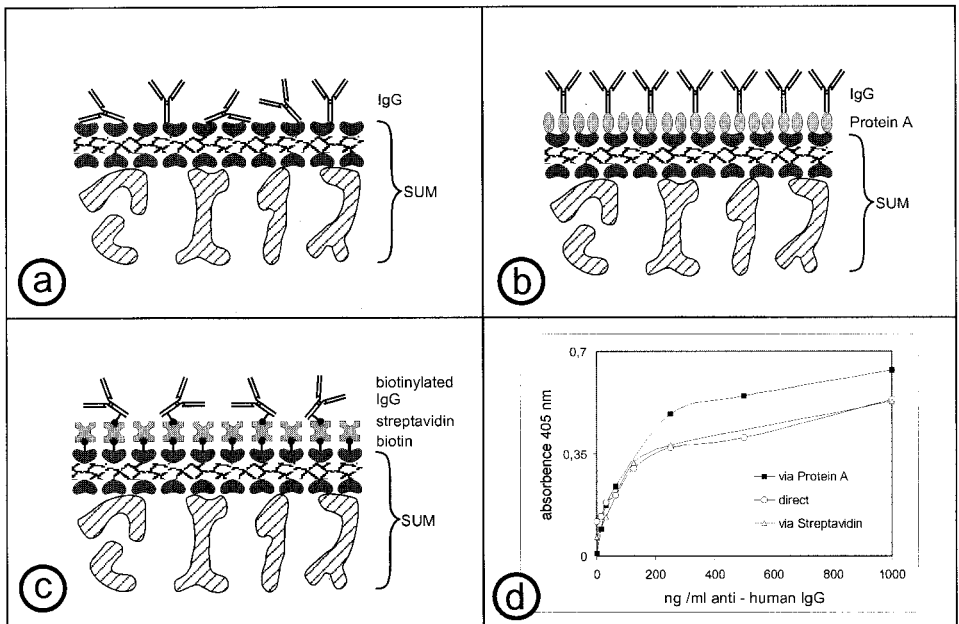 IgG
SUM
a
IgG
Protein A
SUM
b
biotinylated
IgG
streptavidin
biotin
SUM
c
0,7
0,35
0
absorbence 405 nm
via Protein A
direct
via Streptavidin
0
200
400
600
800
1000
ng /ml anti - human IgG
d